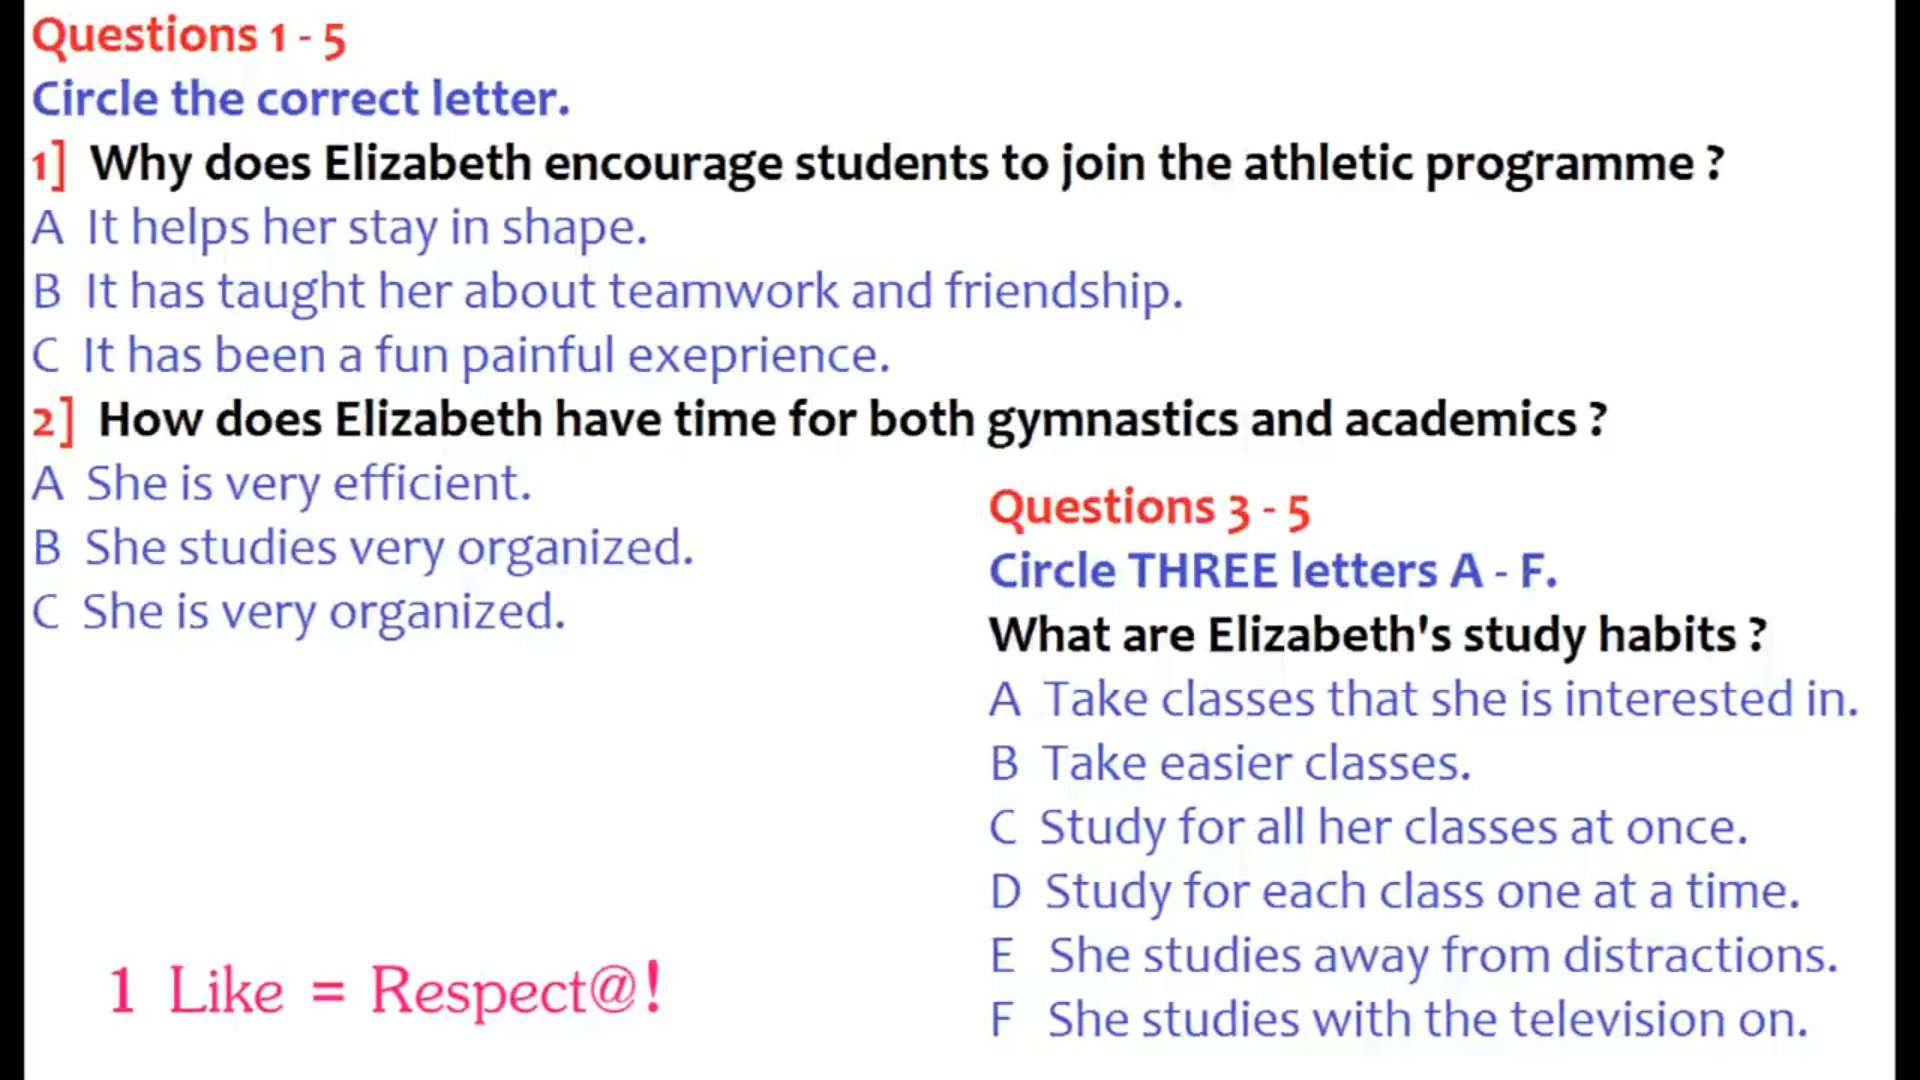 Questions 1 - 5
Circle the correct letter.
1] Why does Elizabeth encourage students to join the athletic programme ?
A It helps her stay in shape.
B It has taught her about teamwork and friendship.
C It has been a fun painful exeprience.
2] How does Elizabeth have time for both gymnastics and academics ?
A She is very efficient.
B She studies very organized.
C She is very organized.
Questions 3 - 5
Circle THREE letters A - F.
What are Elizabeth's study habits ?
A Take classes that she is interested in.
B Take easier classes.
C Study for all her classes at once.
D Study for each class one at a time.
E She studies away from distractions.
F She studies with the television on.
1 Like = Respect@!